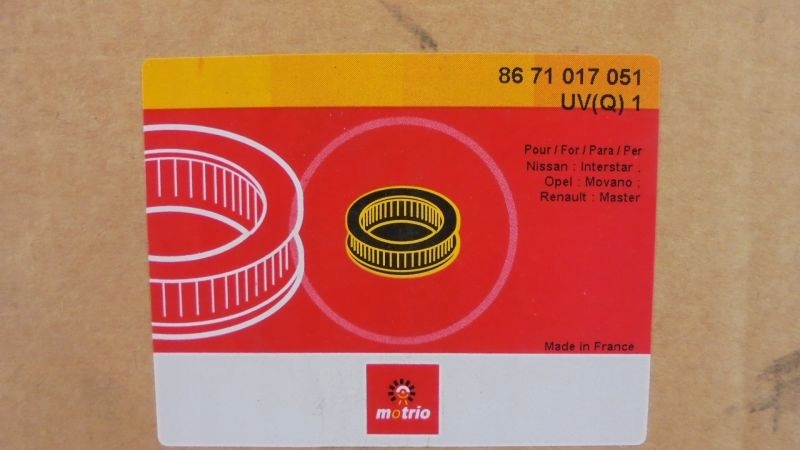 86 71 017 051
UV(Q) 1
Pour / For / Para / Per
Nissan : Interstar ;
Opel : Movano ;
Renault : Master
Made in France
motrio